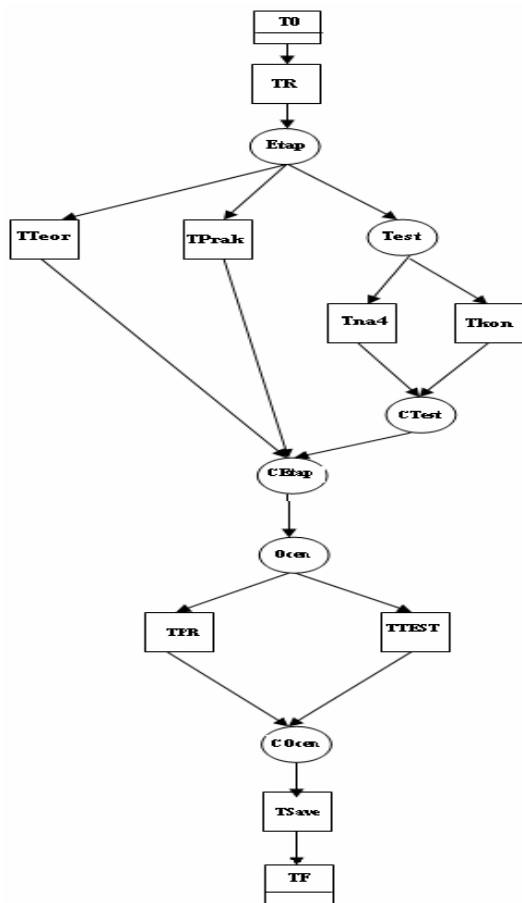 T0
TR
Etap
TTeor
TPrak
Test
Tna4
Tkon
CTest
CEtap
Ocen
TPR
TTEST
COcen
TSave
TF